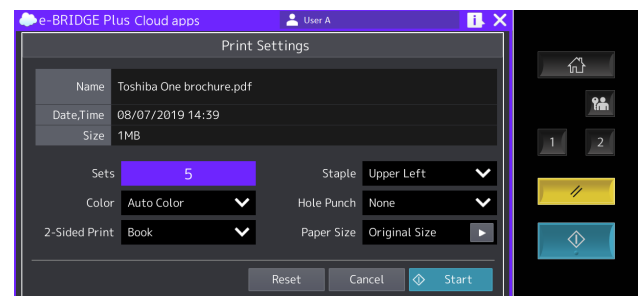 e-BRIDGE Plus Cloud apps User A
Print Settings
Name Toshiba One brochure.pdf
Date,Time 08/07/2019 14:39
Size 1MB
Sets 5 Staple Upper Left
Color Auto Color Hole Punch None
2-Sided Print Book Paper Size Original Size
Reset Cancel Start
1 2